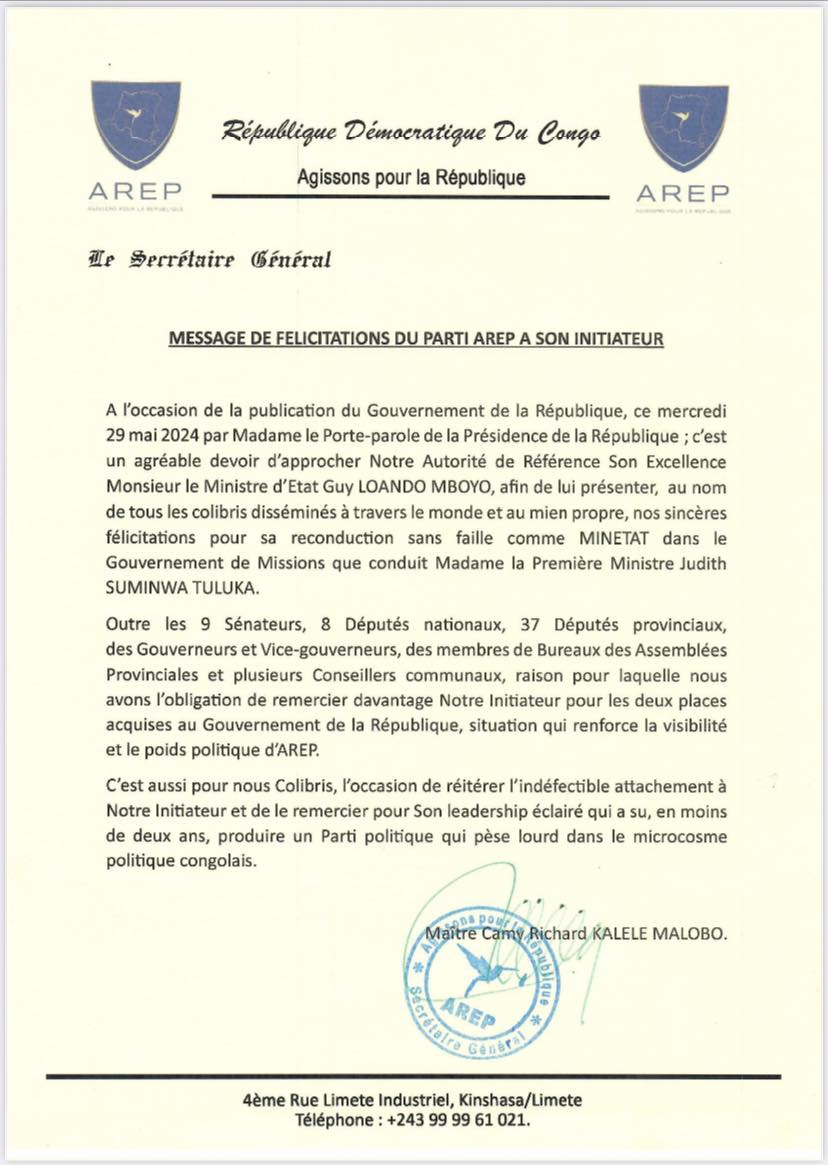 République Démocratique Du Congo
Agissons pour la République
AREP
AGISSONS POUR LA REPUBLIQUE
AREP
AGISSONS POUR LA REPUBLIQUE
Le Secrétaire Général
MESSAGE DE FELICITATIONS DU PARTI AREP A SON INITIATEUR
A l'occasion de la publication du Gouvernement de la République, ce mercredi
29 mai 2024 par Madame le Porte-parole de la Présidence de la République ; c'est
un agréable devoir d'approcher Notre Autorité de Référence Son Excellence
Monsieur le Ministre d'Etat Guy LOANDO MBOYO, afin de lui présenter, au nom
de tous les colibris disséminés à travers le monde et au mien propre, nos sincères
félicitations pour sa reconduction sans faille comme MINETAT dans le
Gouvernement de Missions que conduit Madame la Première Ministre Judith
SUMINWA TULUKA.
Outre les 9 Sénateurs, 8 Députés nationaux, 37 Députés provinciaux,
des Gouverneurs et Vice-gouverneurs, des membres de Bureaux des Assemblées
Provinciales et plusieurs Conseillers communaux, raison pour laquelle nous
avons l'obligation de remercier davantage Notre Initiateur pour les deux places
acquises au Gouvernement de la République, situation qui renforce la visibilité
et le poids politique d'AREP.
C'est aussi pour nous Colibris, l'occasion de réitérer l'indéfectible attachement à
Notre Initiateur et de le remercier pour Son leadership éclairé qui a su, en moins
de deux ans, produire un Parti politique qui pèse lourd dans le microcosme
politique congolais.
Maître Camy Richard KALELE MALOBO.
Agissons pour la République
AREP
Secrétaire Général
4ème Rue Limete Industriel, Kinshasa/Limete
Téléphone : +243 99 99 61 021.